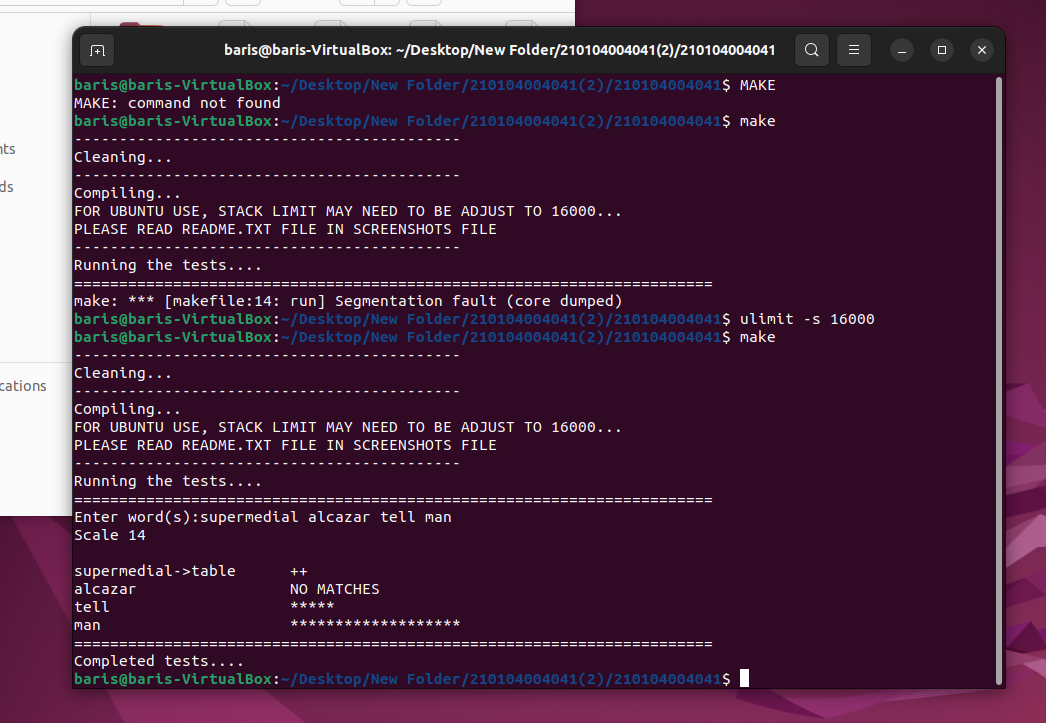 baris@baris-VirtualBox: ~/Desktop/New Folder/210104004041(2)/210104004041
baris@baris-VirtualBox:~/Desktop/New Folder/210104004041(2)/210104004041$ MAKE
MAKE: command not found
baris@baris-VirtualBox:~/Desktop/New Folder/210104004041(2)/210104004041$ make
-------------------------------------------
Cleaning...
-------------------------------------------
Compiling...
FOR UBUNTU USE, STACK LIMIT MAY NEED TO BE ADJUST TO 16000...
PLEASE READ README.TXT FILE IN SCREENSHOTS FILE
-------------------------------------------
Running the tests....
=======================================================================
make: *** [makefile:14: run] Segmentation fault (core dumped)
baris@baris-VirtualBox:~/Desktop/New Folder/210104004041(2)/210104004041$ ulimit -s 16000
baris@baris-VirtualBox:~/Desktop/New Folder/210104004041(2)/210104004041$ make
-------------------------------------------
Cleaning...
-------------------------------------------
Compiling...
FOR UBUNTU USE, STACK LIMIT MAY NEED TO BE ADJUST TO 16000...
PLEASE READ README.TXT FILE IN SCREENSHOTS FILE
-------------------------------------------
Running the tests....
=======================================================================
Enter word(s):supermedial alcazar tell man
Scale 14
supermedial->table      ++
alcazar                 NO MATCHES
tell                    *****
man                     *******************
=======================================================================
Completed tests....
baris@baris-VirtualBox:~/Desktop/New Folder/210104004041(2)/210104004041$
nts
ds
cations